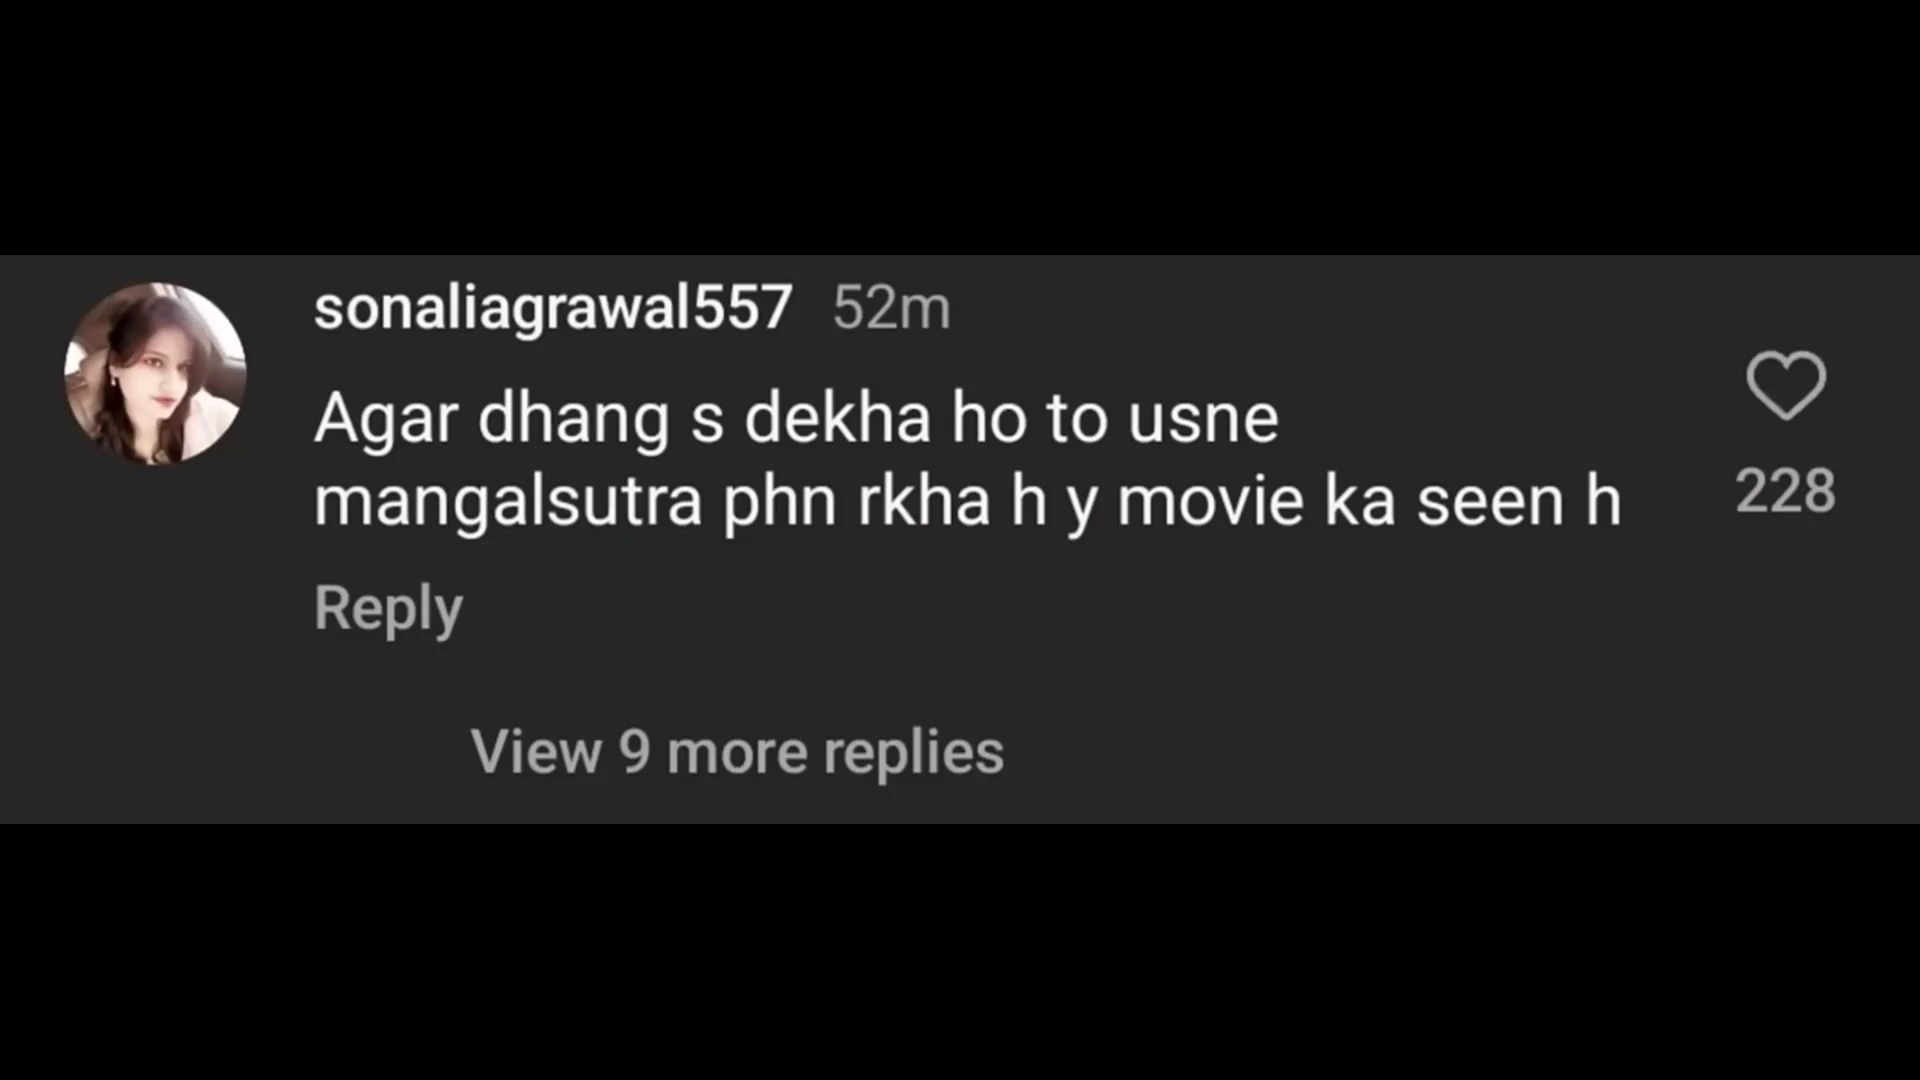 sonaliagrawal557 52m
Agar dhang s dekha ho to usne
mangalsutra phn rkha h y movie ka seen h
228
Reply
View 9 more replies